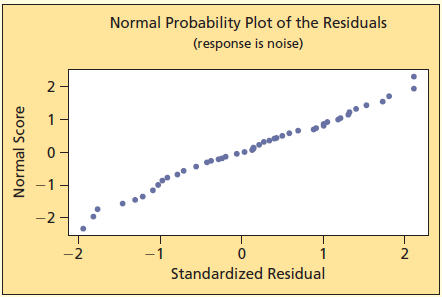 Normal Probability Plot of the Residuals
(response is noise)
Normal Score
2
1
0
−1
−2
−2
−1
0
1
2
Standardized Residual